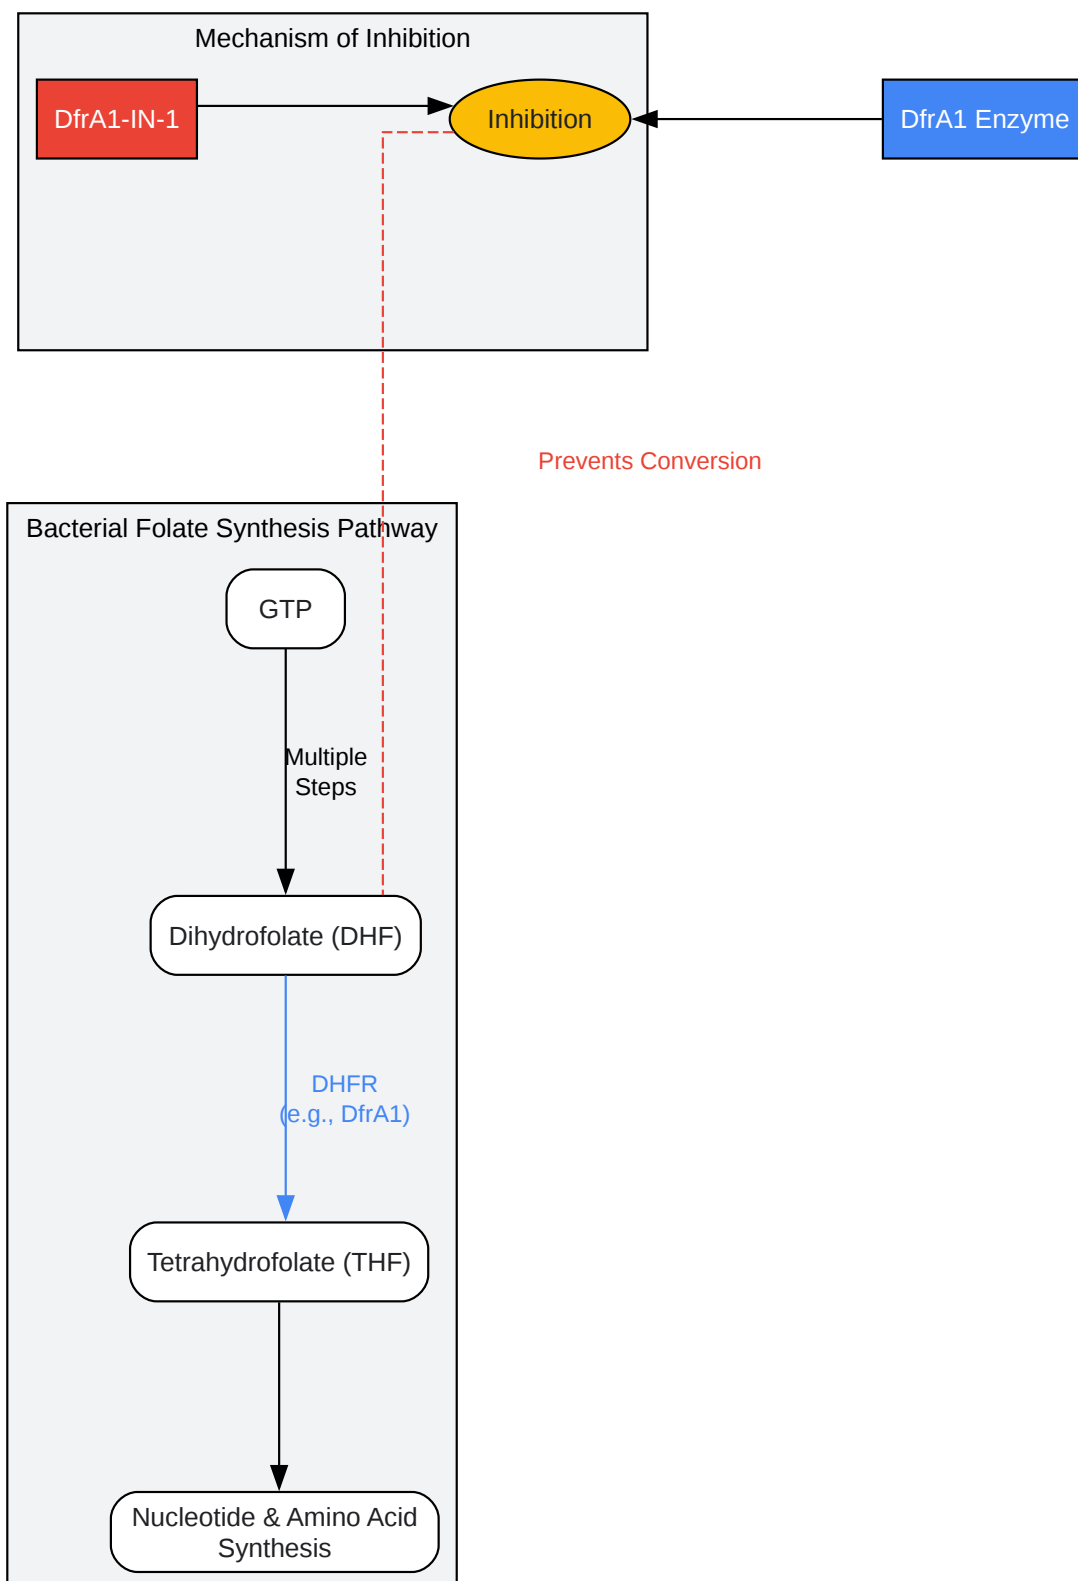 Mechanism of Inhibition
DfrA1-IN-1
Inhibition
DfrA1 Enzyme
Prevents Conversion
Bacterial Folate Synthesis Pathway
GTP
Multiple
Steps
Dihydrofolate (DHF)
DHFR
(e.g., DfrA1)
Tetrahydrofolate (THF)
Nucleotide & Amino Acid
Synthesis